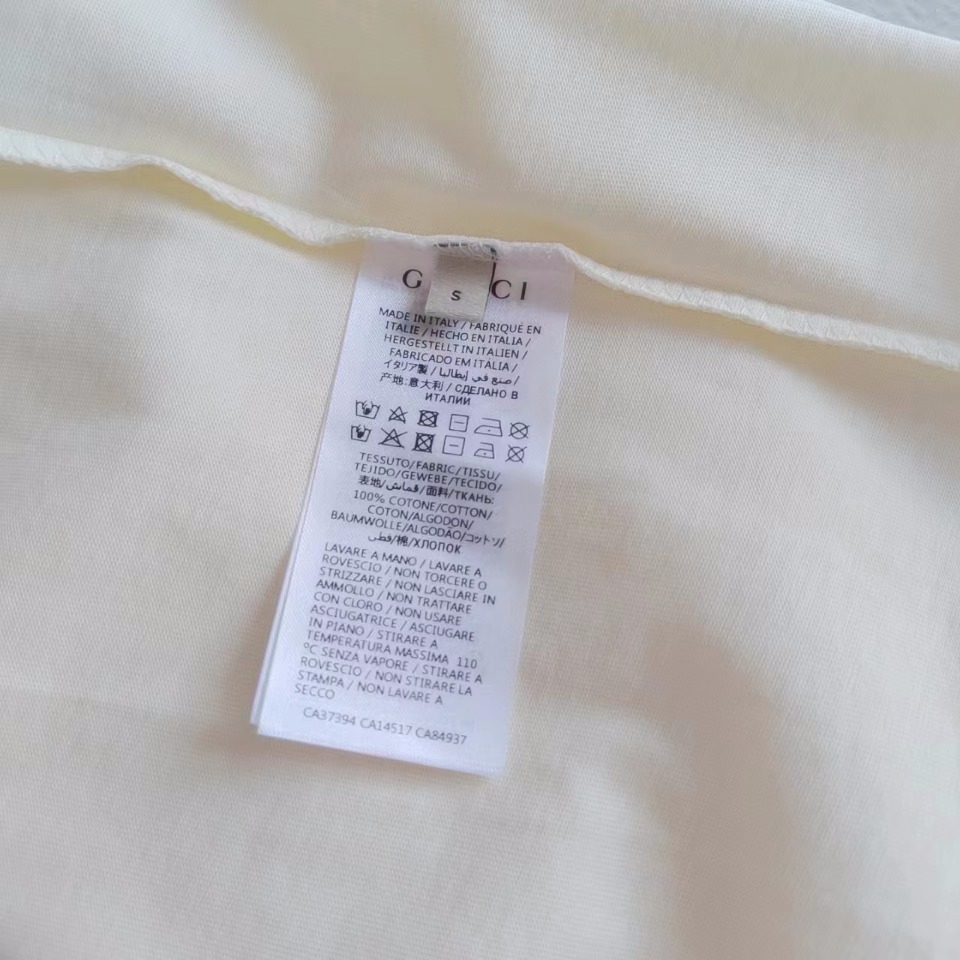 G CI
S
MADE IN ITALY / FABRIQUÉ EN
ITALIE / HECHO EN ITALIA /
HERGESTELLT IN ITALIEN /
FABRICADO EM ITALIA /
イタリア製 / صنع في إيطاليا /
产地:意大利 / СДЕЛАНО В
ИТАЛИИ
TESSUTO/FABRIC/TISSU/
TEJIDO/GEWEBE/TECIDO/
表地/قماش/面料/ТКАНЬ:
100% COTONE/COTTON/
COTON/ALGODON/
BAUMWOLLE/ALGODÃO/コットン/
قطن/棉/ХЛОПОК
LAVARE A MANO / LAVARE A
ROVESCIO / NON TORCERE O
STRIZZARE / NON LASCIARE IN
AMMOLLO / NON TRATTARE
CON CLORO / NON USARE
ASCIUGATRICE / ASCIUGARE
IN PIANO / STIRARE A
TEMPERATURA MASSIMA 110
°C SENZA VAPORE / STIRARE A
ROVESCIO / NON STIRARE LA
STAMPA / NON LAVARE A
SECCO
CA37394 CA14517 CA84937